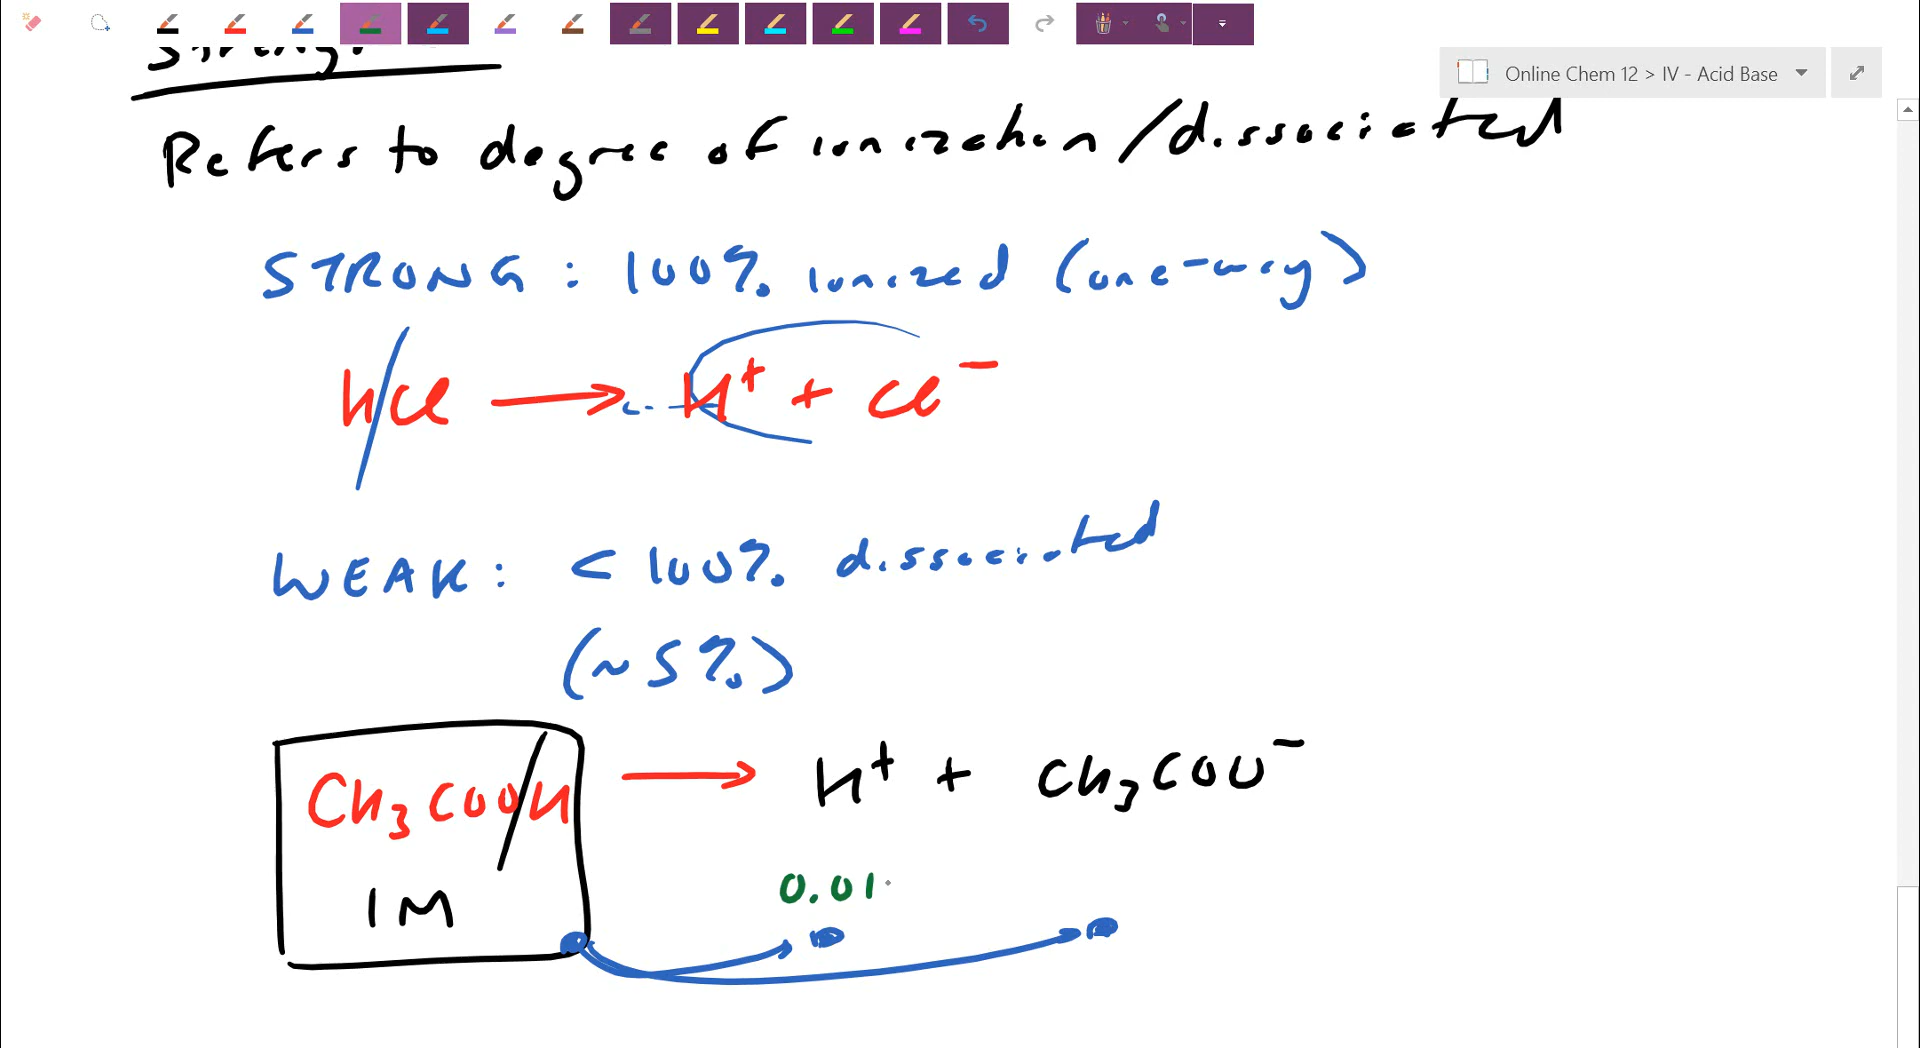 Online Chem 12 > IV - Acid Base
Refers to degree of ionization/dissociated
STRONG: 100% ionized (one-way)
HCl → H⁺ + Cl⁻
WEAK: < 100% dissociated
(~5%)
CH₃COOH → H⁺ + CH₃COO⁻
1M
0.01